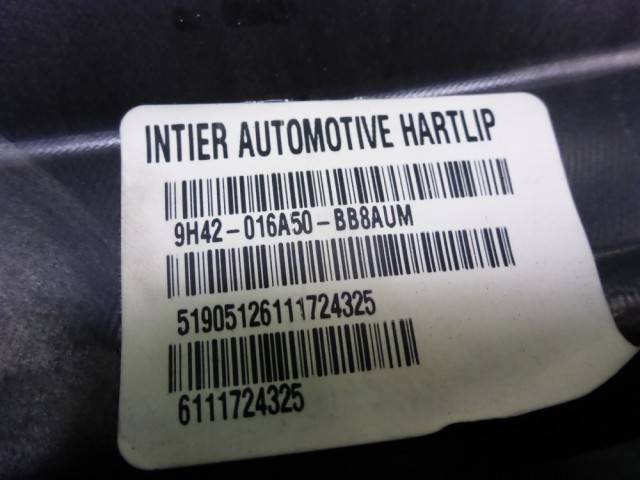 INTIER AUTOMOTIVE HARTLIP
9H42-016A50-BB8AUM
51905126111724325
6111724325